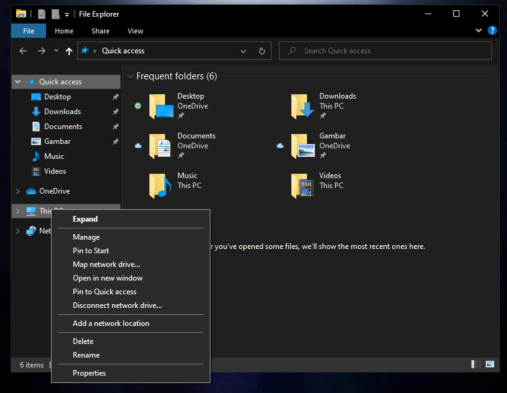 File Explorer
File Home Share View
Quick access
Search Quick access
Quick access
Desktop
Downloads
Documents
Gambar
Music
Videos
OneDrive
This PC
Net
Frequent folders (6)
Desktop
OneDrive
Downloads
This PC
Documents
OneDrive
Gambar
OneDrive
Music
This PC
Videos
This PC
you've opened some files, we'll show the most recent ones here.
Expand
Manage
Pin to Start
Map network drive...
Open in new window
Pin to Quick access
Disconnect network drive...
Add a network location
Delete
Rename
Properties
6 items